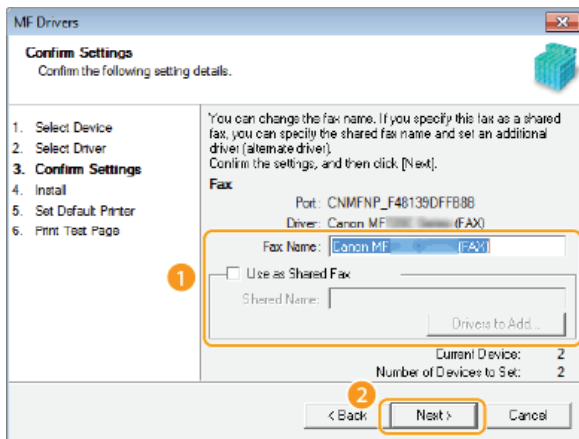 MF Drivers
Confirm Settings
Confirm the following setting details.
1. Select Device
2. Select Driver
3. Confirm Settings
4. Install
5. Set Default Printer
6. Print Test Page
You can change the fax name. If you specify this fax as a shared
fax, you can specify the shared fax name and set an additional
driver (alternate driver).
Confirm the settings, and then click [Next].
Fax
Port: CNMFNP_F48139DFFB8B
Driver: Canon MF (FAX)
Fax Name: Canon MF (FAX)
1
Use as Shared Fax
Shared Name:
Drivers to Add...
Current Device: 2
Number of Devices to Set: 2
2
< Back Next > Cancel